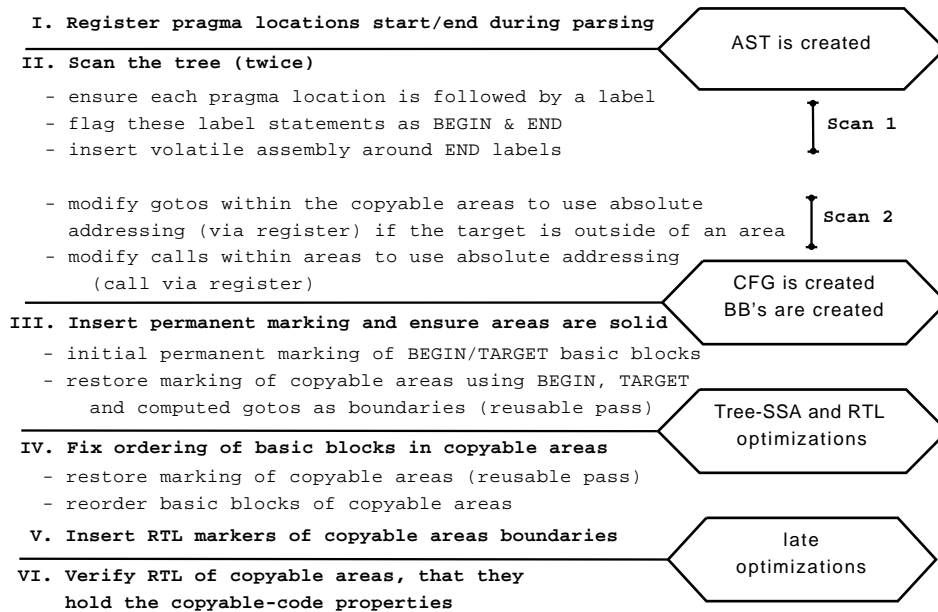 I. Register pragma locations start/end during parsing
AST is created
II. Scan the tree (twice)
- ensure each pragma location is followed by a label
- flag these label statements as BEGIN & END
Scan 1
- insert volatile assembly around END labels
- modify gotos within the copyable areas to use absolute
Scan 2
addressing (via register) if the target is outside of an area
- modify calls within areas to use absolute addressing
(call via register)
CFG is created
BB's are created
III. Insert permanent marking and ensure areas are solid
- initial permanent marking of BEGIN/TARGET basic blocks
- restore marking of copyable areas using BEGIN, TARGET
and computed gotos as boundaries (reusable pass)
Tree-SSA and RTL
optimizations
IV. Fix ordering of basic blocks in copyable areas
- restore marking of copyable areas (reusable pass)
- reorder basic blocks of copyable areas
V. Insert RTL markers of copyable areas boundaries
late
optimizations
VI. Verify RTL of copyable areas, that they
hold the copyable-code properties